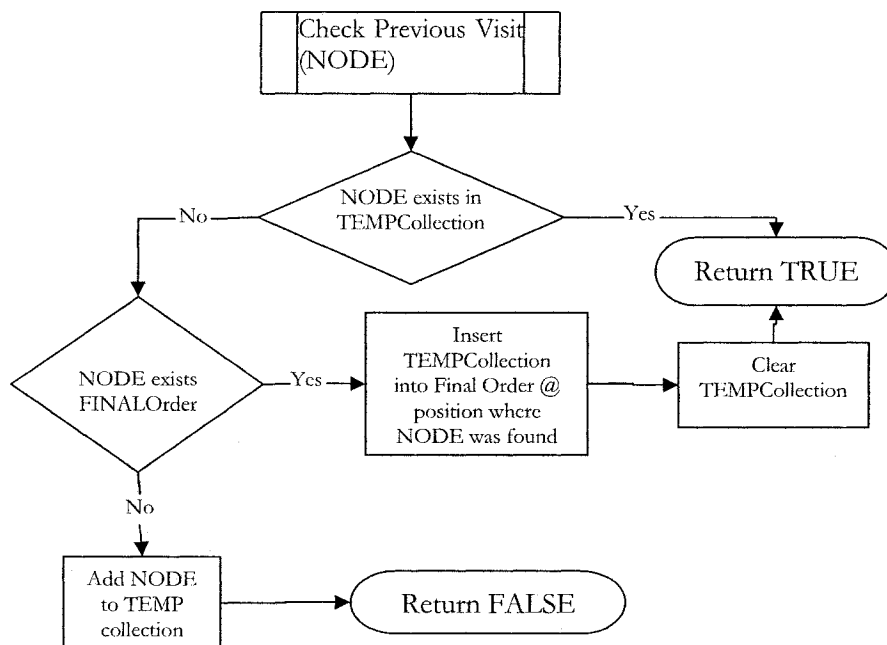 Check Previous Visit
(NODE)
NODE exists in
TEMPCollection
No
Yes
Return TRUE
NODE exists
FINALOrder
Yes
Insert
TEMPCollection
into Final Order @
position where
NODE was found
Clear
TEMPCollection
No
Add NODE
to TEMP
collection
Return FALSE